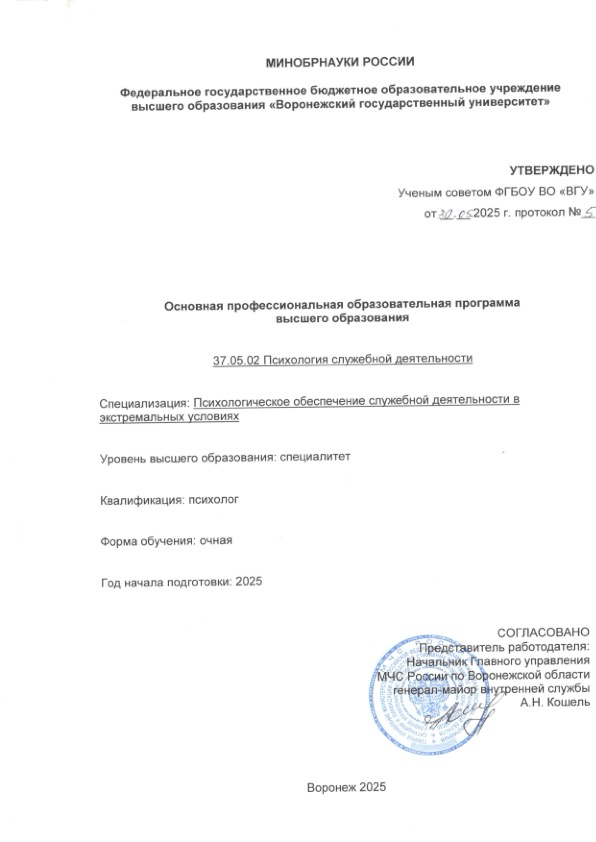 МИНОБРНАУКИ РОССИИ
Федеральное государственное бюджетное образовательное учреждение
высшего образования «Воронежский государственный университет»
УТВЕРЖДЕНО
Ученым советом ФГБОУ ВО «ВГУ»
от 30.05 2025 г. протокол № 5
Основная профессиональная образовательная программа
высшего образования
37.05.02 Психология служебной деятельности
Специализация: Психологическое обеспечение служебной деятельности в
экстремальных условиях
Уровень высшего образования: специалитет
Квалификация: психолог
Форма обучения: очная
Год начала подготовки: 2025
СОГЛАСОВАНО
Представитель работодателя:
Начальник Главного управления
МЧС России по Воронежской области
генерал-майор внутренней службы
А.Н. Кошель
Воронеж 2025